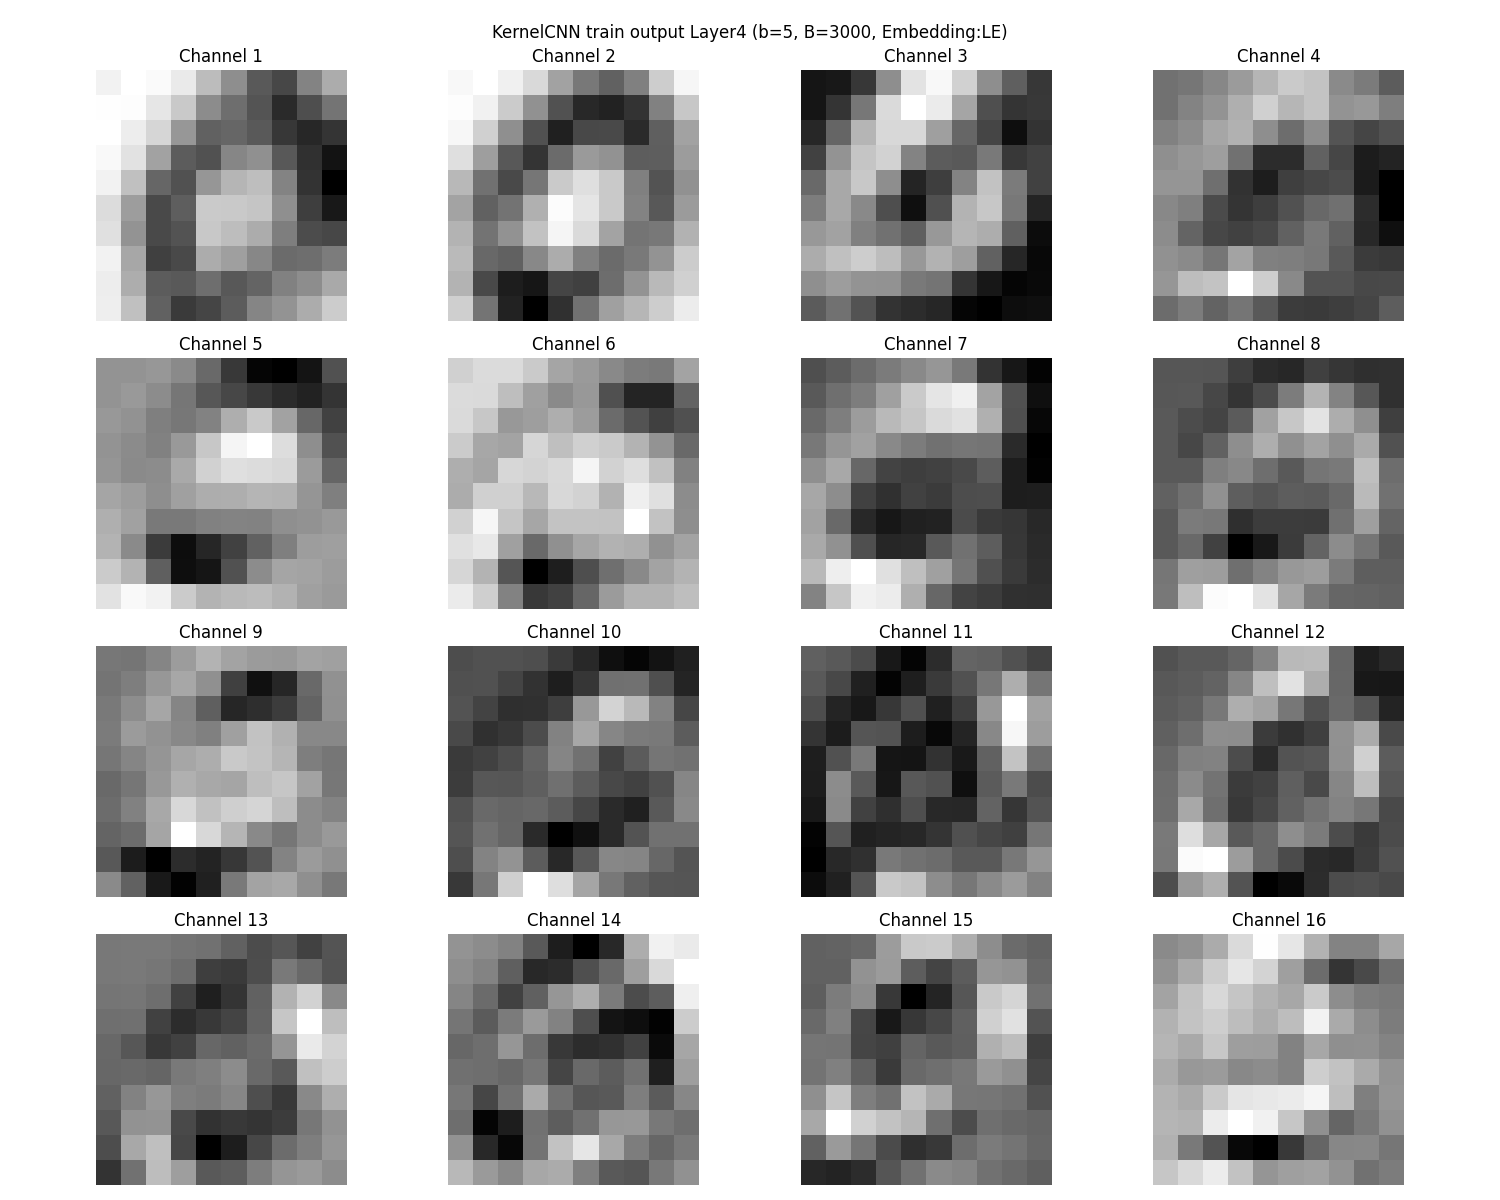 KernelCNN train output Layer4 (b=5, B=3000, Embedding:LE)
Channel 1
Channel 2
Channel 3
Channel 4
Channel 5
Channel 6
Channel 7
Channel 8
Channel 9
Channel 10
Channel 11
Channel 12
Channel 13
Channel 14
Channel 15
Channel 16